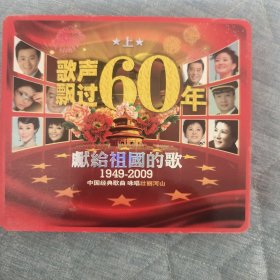 ★上★
歌声
飘过60年
獻給祖國的歌
1949-2009
中国经典歌曲 咏唱壮丽河山